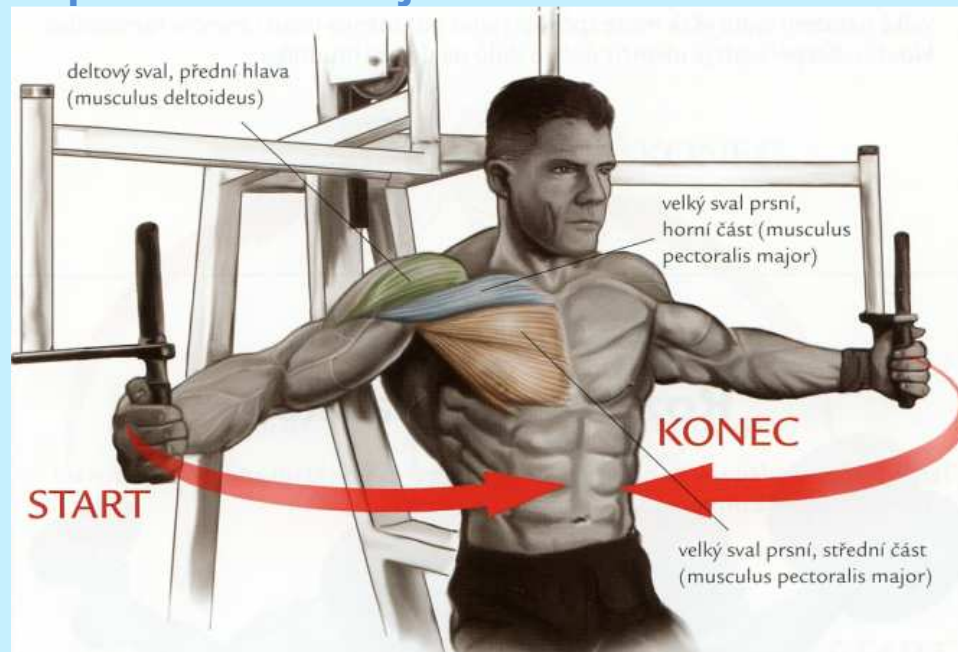 deltový sval, přední hlava
(musculus deltoideus)
velký sval prsní,
horní část (musculus
pectoralis major)
KONEC
START
velký sval prsní, střední část
(musculus pectoralis major)